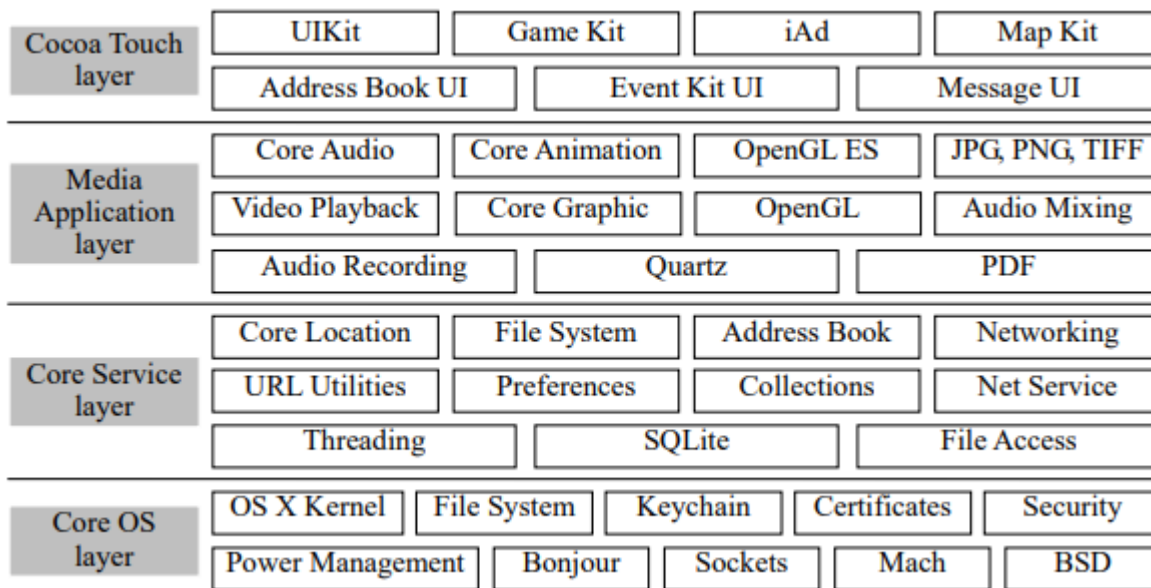 Cocoa Touch
layer
UIKit Game Kit iAd Map Kit
Address Book UI Event Kit UI Message UI
Media
Application
layer
Core Audio Core Animation OpenGL ES JPG, PNG, TIFF
Video Playback Core Graphic OpenGL Audio Mixing
Audio Recording Quartz PDF
Core Service
layer
Core Location File System Address Book Networking
URL Utilities Preferences Collections Net Service
Threading SQLite File Access
Core OS
layer
OS X Kernel File System Keychain Certificates Security
Power Management Bonjour Sockets Mach BSD